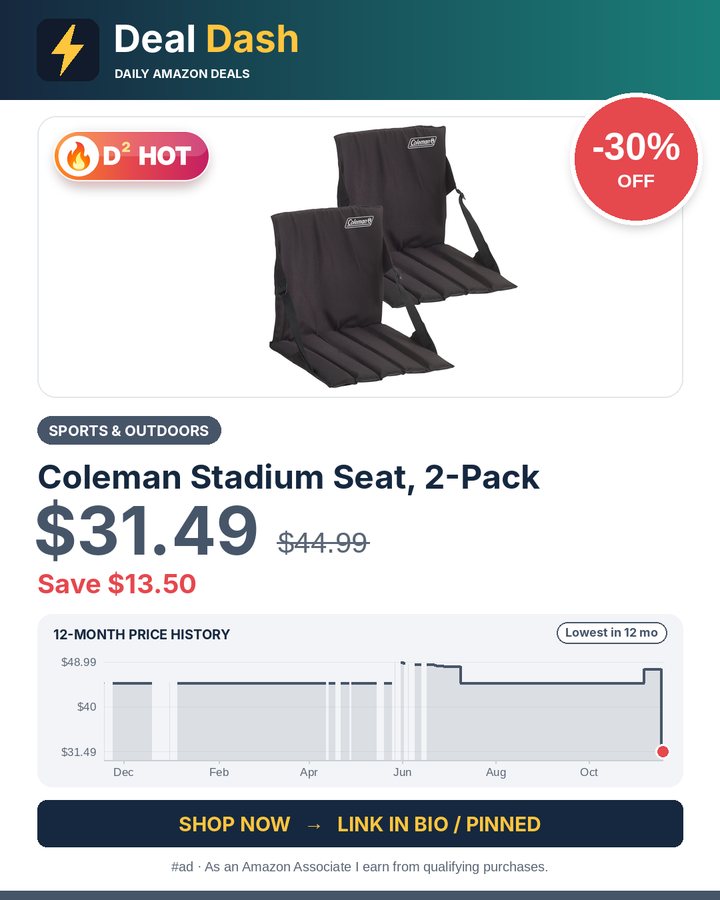 Deal Dash
DAILY AMAZON DEALS
-30%
OFF
D² HOT
Coleman
Coleman
SPORTS & OUTDOORS
Coleman Stadium Seat, 2-Pack
$31.49 $44.99
Save $13.50
12-MONTH PRICE HISTORY
Lowest in 12 mo
$48.99
$40
$31.49
Dec Feb Apr Jun Aug Oct
SHOP NOW → LINK IN BIO / PINNED
#ad · As an Amazon Associate I earn from qualifying purchases.